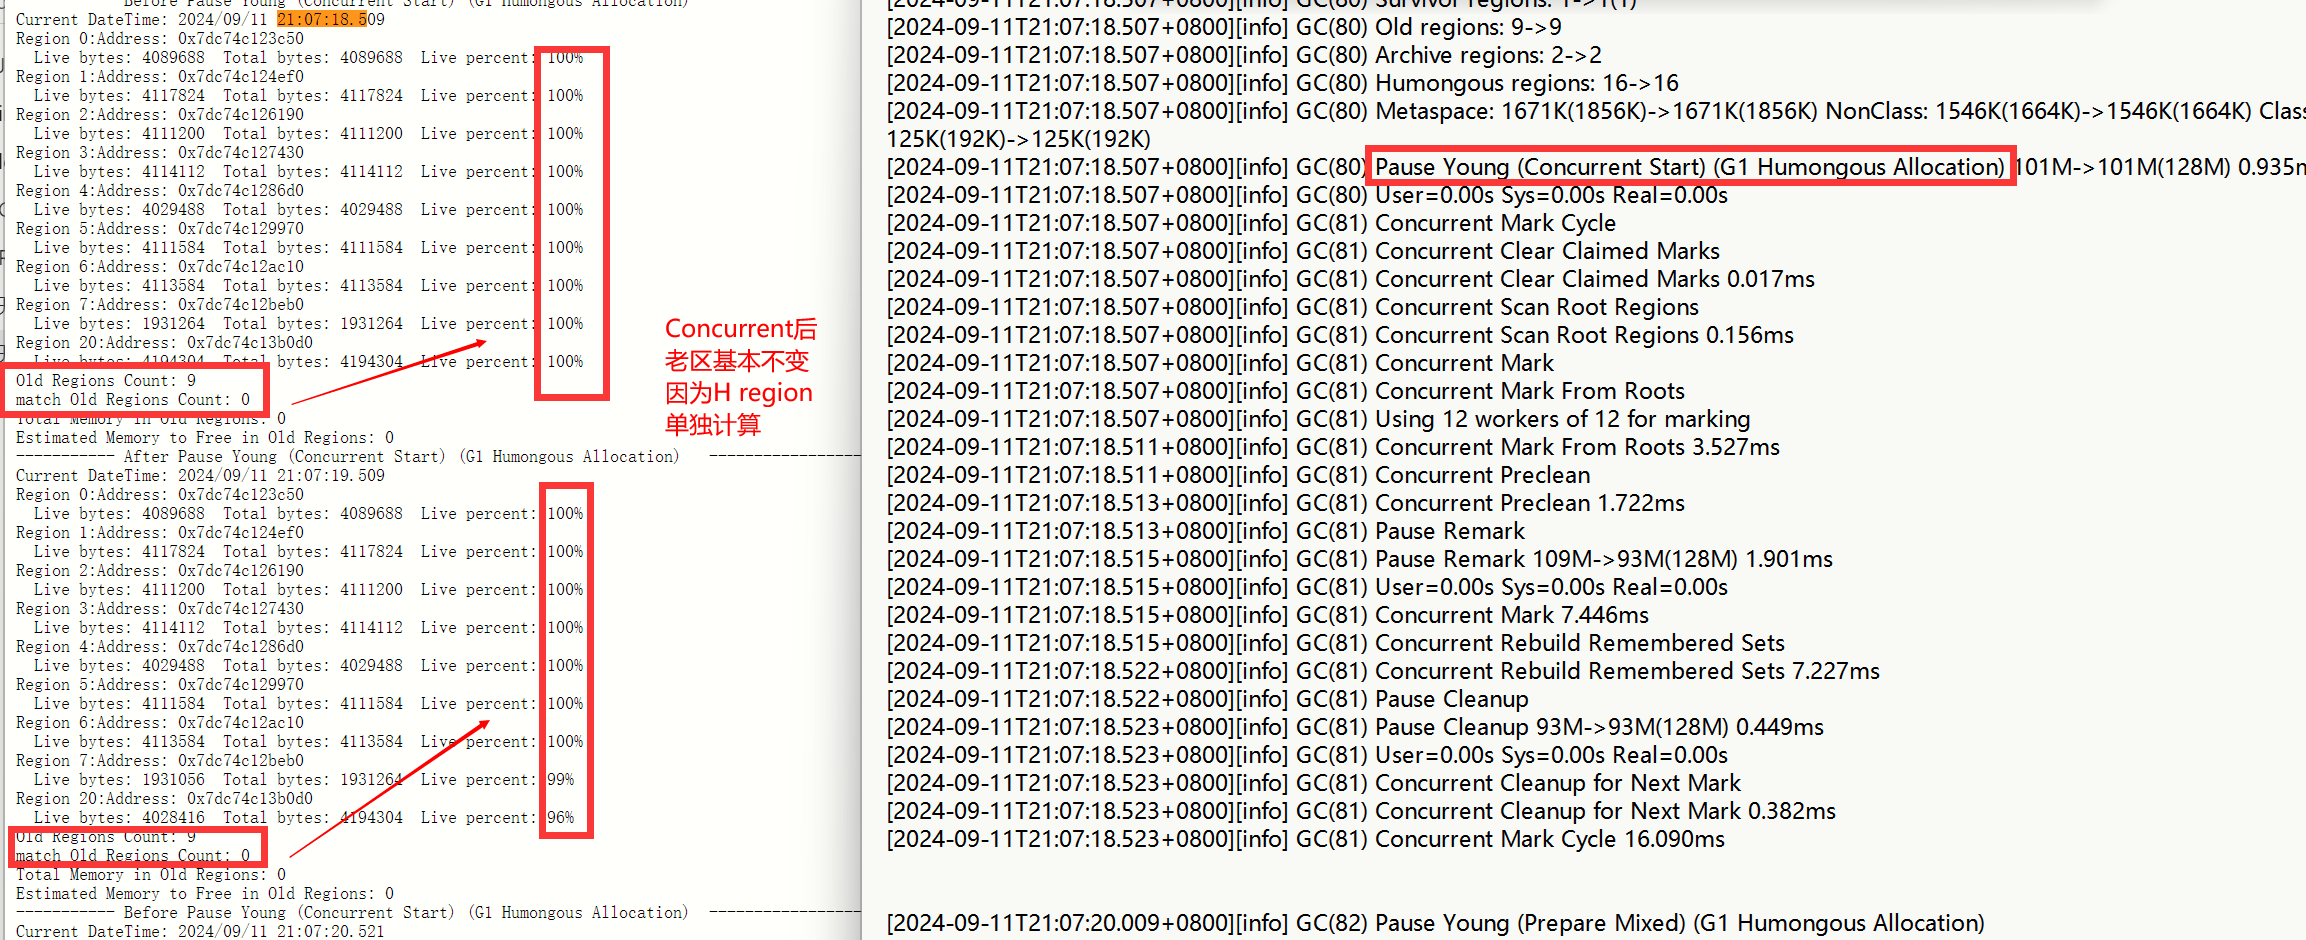 ----------- Before Pause Young (Concurrent Start) (G1 Humongous Allocation)
Current DateTime: 2024/09/11 21:07:18.509
Region 0:Address: 0x7dc74c123c50
Live bytes: 4089688 Total bytes: 4089688 Live percent: 100%
Region 1:Address: 0x7dc74c124ef0
Live bytes: 4117824 Total bytes: 4117824 Live percent: 100%
Region 2:Address: 0x7dc74c126190
Live bytes: 4111200 Total bytes: 4111200 Live percent: 100%
Region 3:Address: 0x7dc74c127430
Live bytes: 4114112 Total bytes: 4114112 Live percent: 100%
Region 4:Address: 0x7dc74c1286d0
Live bytes: 4029488 Total bytes: 4029488 Live percent: 100%
Region 5:Address: 0x7dc74c129970
Live bytes: 4111584 Total bytes: 4111584 Live percent: 100%
Region 6:Address: 0x7dc74c12ac10
Live bytes: 4113584 Total bytes: 4113584 Live percent: 100%
Region 7:Address: 0x7dc74c12beb0
Live bytes: 1931264 Total bytes: 1931264 Live percent: 100%
Region 20:Address: 0x7dc74c13b0d0
Live bytes: 4194304 Total bytes: 4194304 Live percent: 100%
Old Regions Count: 9
match Old Regions Count: 0
Total Memory in Old Regions: 0
Estimated Memory to Free in Old Regions: 0
----------- After Pause Young (Concurrent Start) (G1 Humongous Allocation) -----------------
Current DateTime: 2024/09/11 21:07:19.509
Region 0:Address: 0x7dc74c123c50
Live bytes: 4089688 Total bytes: 4089688 Live percent: 100%
Region 1:Address: 0x7dc74c124ef0
Live bytes: 4117824 Total bytes: 4117824 Live percent: 100%
Region 2:Address: 0x7dc74c126190
Live bytes: 4111200 Total bytes: 4111200 Live percent: 100%
Region 3:Address: 0x7dc74c127430
Live bytes: 4114112 Total bytes: 4114112 Live percent: 100%
Region 4:Address: 0x7dc74c1286d0
Live bytes: 4029488 Total bytes: 4029488 Live percent: 100%
Region 5:Address: 0x7dc74c129970
Live bytes: 4111584 Total bytes: 4111584 Live percent: 100%
Region 6:Address: 0x7dc74c12ac10
Live bytes: 4113584 Total bytes: 4113584 Live percent: 100%
Region 7:Address: 0x7dc74c12beb0
Live bytes: 1931056 Total bytes: 1931264 Live percent: 99%
Region 20:Address: 0x7dc74c13b0d0
Live bytes: 4028416 Total bytes: 4194304 Live percent: 96%
Old Regions Count: 9
match Old Regions Count: 0
Total Memory in Old Regions: 0
Estimated Memory to Free in Old Regions: 0
----------- Before Pause Young (Concurrent Start) (G1 Humongous Allocation) -----------------
Current DateTime: 2024/09/11 21:07:20.521
Concurrent后
老区基本不变
因为H region
单独计算
[2024-09-11T21:07:18.507+0800][info] GC(80) Survivor regions: 1->1(1)
[2024-09-11T21:07:18.507+0800][info] GC(80) Old regions: 9->9
[2024-09-11T21:07:18.507+0800][info] GC(80) Archive regions: 2->2
[2024-09-11T21:07:18.507+0800][info] GC(80) Humongous regions: 16->16
[2024-09-11T21:07:18.507+0800][info] GC(80) Metaspace: 1671K(1856K)->1671K(1856K) NonClass: 1546K(1664K)->1546K(1664K) Class
125K(192K)->125K(192K)
[2024-09-11T21:07:18.507+0800][info] GC(80) Pause Young (Concurrent Start) (G1 Humongous Allocation) 101M->101M(128M) 0.935m
[2024-09-11T21:07:18.507+0800][info] GC(80) User=0.00s Sys=0.00s Real=0.00s
[2024-09-11T21:07:18.507+0800][info] GC(81) Concurrent Mark Cycle
[2024-09-11T21:07:18.507+0800][info] GC(81) Concurrent Clear Claimed Marks
[2024-09-11T21:07:18.507+0800][info] GC(81) Concurrent Clear Claimed Marks 0.017ms
[2024-09-11T21:07:18.507+0800][info] GC(81) Concurrent Scan Root Regions
[2024-09-11T21:07:18.507+0800][info] GC(81) Concurrent Scan Root Regions 0.156ms
[2024-09-11T21:07:18.507+0800][info] GC(81) Concurrent Mark
[2024-09-11T21:07:18.507+0800][info] GC(81) Concurrent Mark From Roots
[2024-09-11T21:07:18.507+0800][info] GC(81) Using 12 workers of 12 for marking
[2024-09-11T21:07:18.511+0800][info] GC(81) Concurrent Mark From Roots 3.527ms
[2024-09-11T21:07:18.511+0800][info] GC(81) Concurrent Preclean
[2024-09-11T21:07:18.513+0800][info] GC(81) Concurrent Preclean 1.722ms
[2024-09-11T21:07:18.513+0800][info] GC(81) Pause Remark
[2024-09-11T21:07:18.515+0800][info] GC(81) Pause Remark 109M->93M(128M) 1.901ms
[2024-09-11T21:07:18.515+0800][info] GC(81) User=0.00s Sys=0.00s Real=0.00s
[2024-09-11T21:07:18.515+0800][info] GC(81) Concurrent Mark 7.446ms
[2024-09-11T21:07:18.515+0800][info] GC(81) Concurrent Rebuild Remembered Sets
[2024-09-11T21:07:18.522+0800][info] GC(81) Concurrent Rebuild Remembered Sets 7.227ms
[2024-09-11T21:07:18.522+0800][info] GC(81) Pause Cleanup
[2024-09-11T21:07:18.523+0800][info] GC(81) Pause Cleanup 93M->93M(128M) 0.449ms
[2024-09-11T21:07:18.523+0800][info] GC(81) User=0.00s Sys=0.00s Real=0.00s
[2024-09-11T21:07:18.523+0800][info] GC(81) Concurrent Cleanup for Next Mark
[2024-09-11T21:07:18.523+0800][info] GC(81) Concurrent Cleanup for Next Mark 0.382ms
[2024-09-11T21:07:18.523+0800][info] GC(81) Concurrent Mark Cycle 16.090ms
[2024-09-11T21:07:20.009+0800][info] GC(82) Pause Young (Prepare Mixed) (G1 Humongous Allocation)